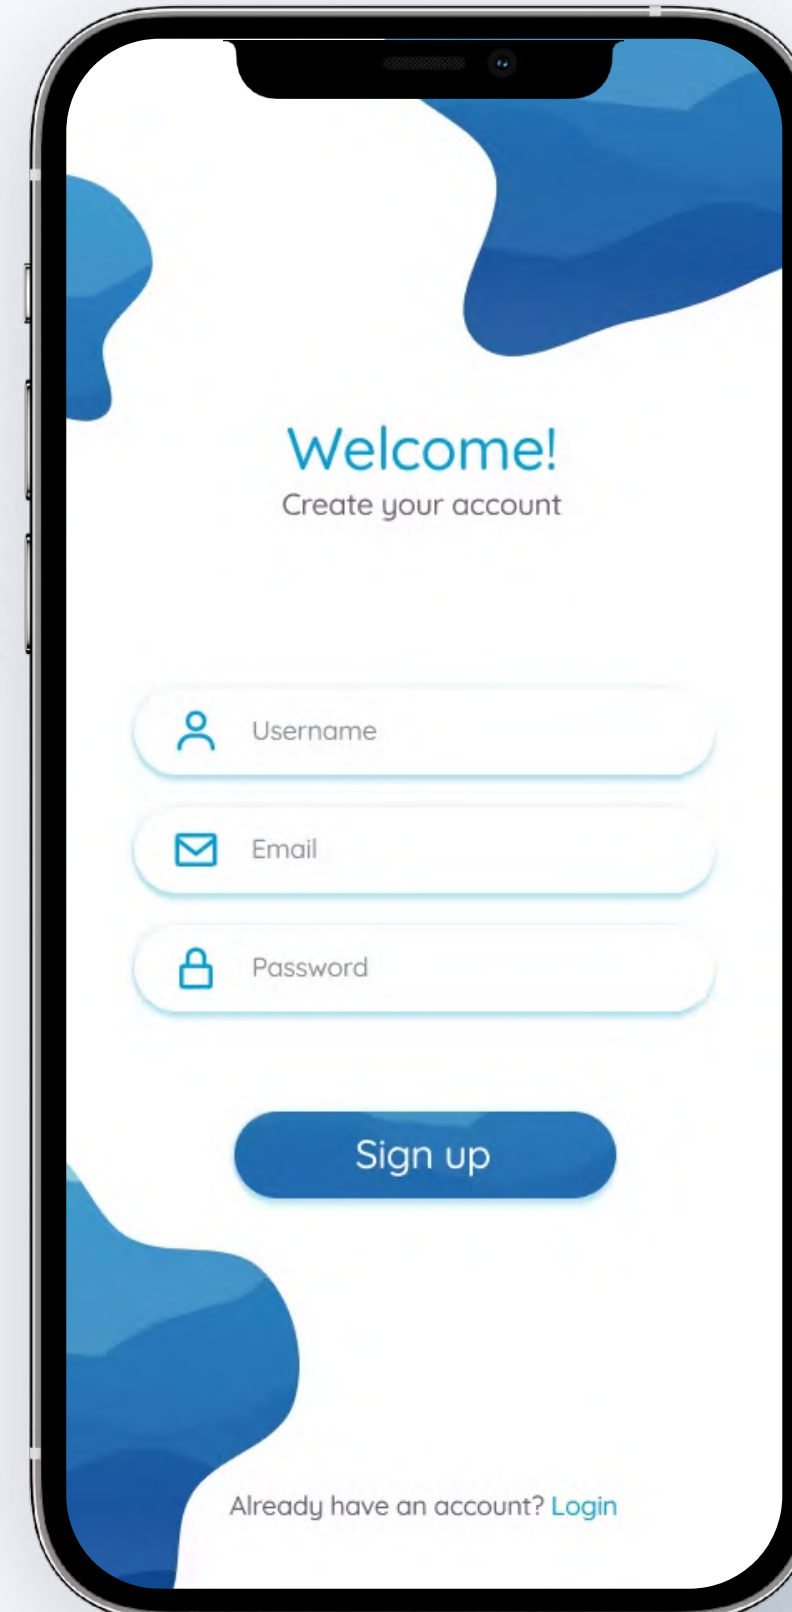 Welcome!
Create your account
Username
Email
Password
Sign up
Already have an account? Login